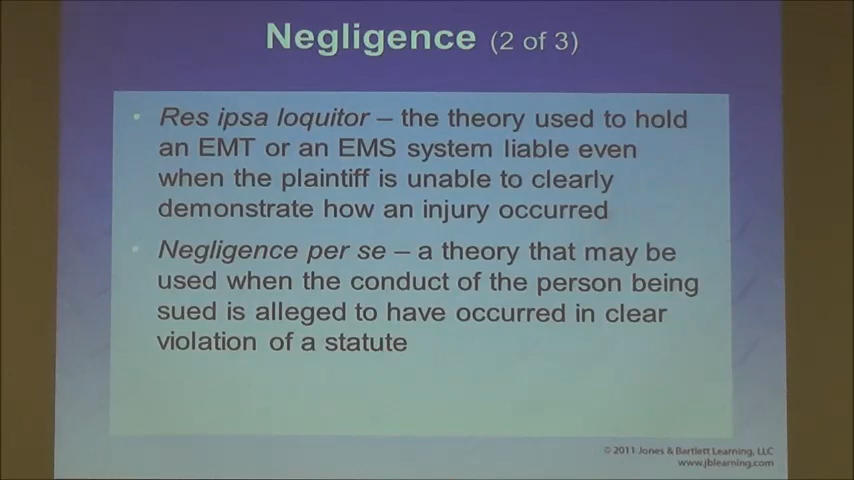 Negligence (2 of 3)
• Res ipsa loquitor – the theory used to hold
an EMT or an EMS system liable even
when the plaintiff is unable to clearly
demonstrate how an injury occurred
• Negligence per se – a theory that may be
used when the conduct of the person being
sued is alleged to have occurred in clear
violation of a statute
© 2011 Jones & Bartlett Learning, LLC
www.jblearning.com